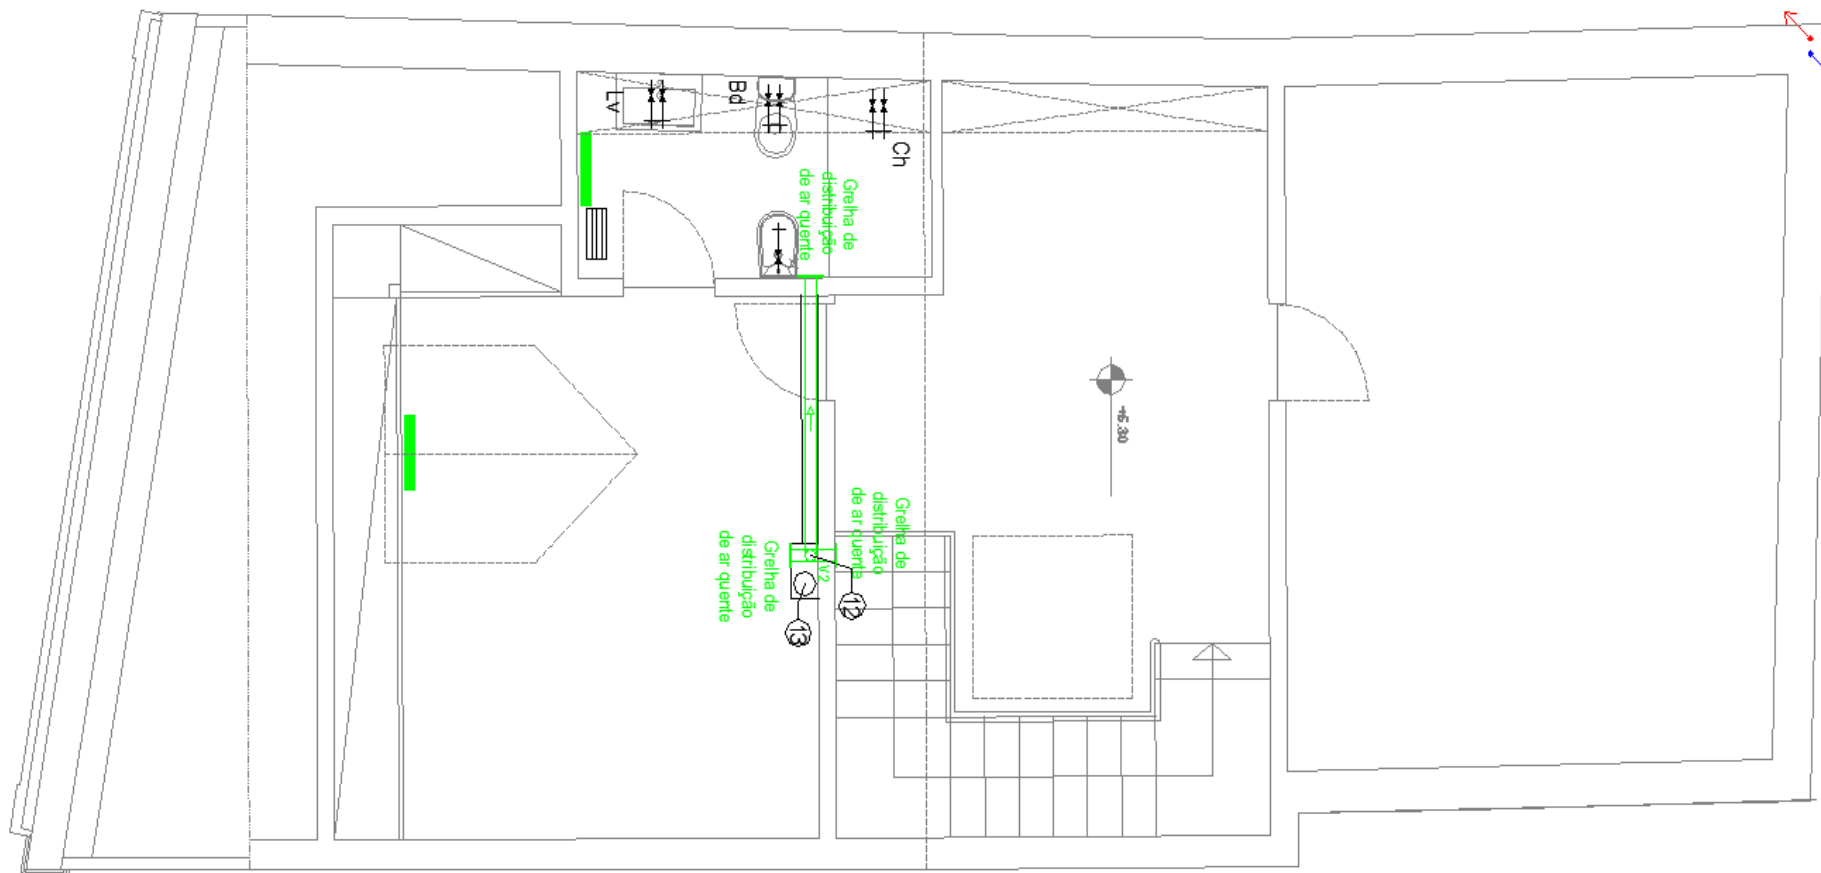 Lv
Bd
Ch
Grelha de
distribuição
de ar quente
+6.30
Grelha de
distribuição
de ar quente
V2
Grelha de
distribuição
de ar quente
12
13